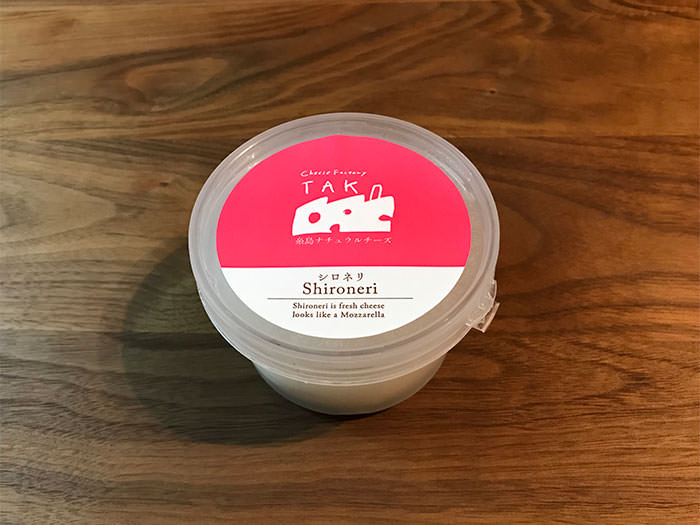 Cheese Factory
TAK
糸島ナチュラルチーズ
シロネリ
Shironeri
Shironeri is fresh cheese
looks like a Mozzarella